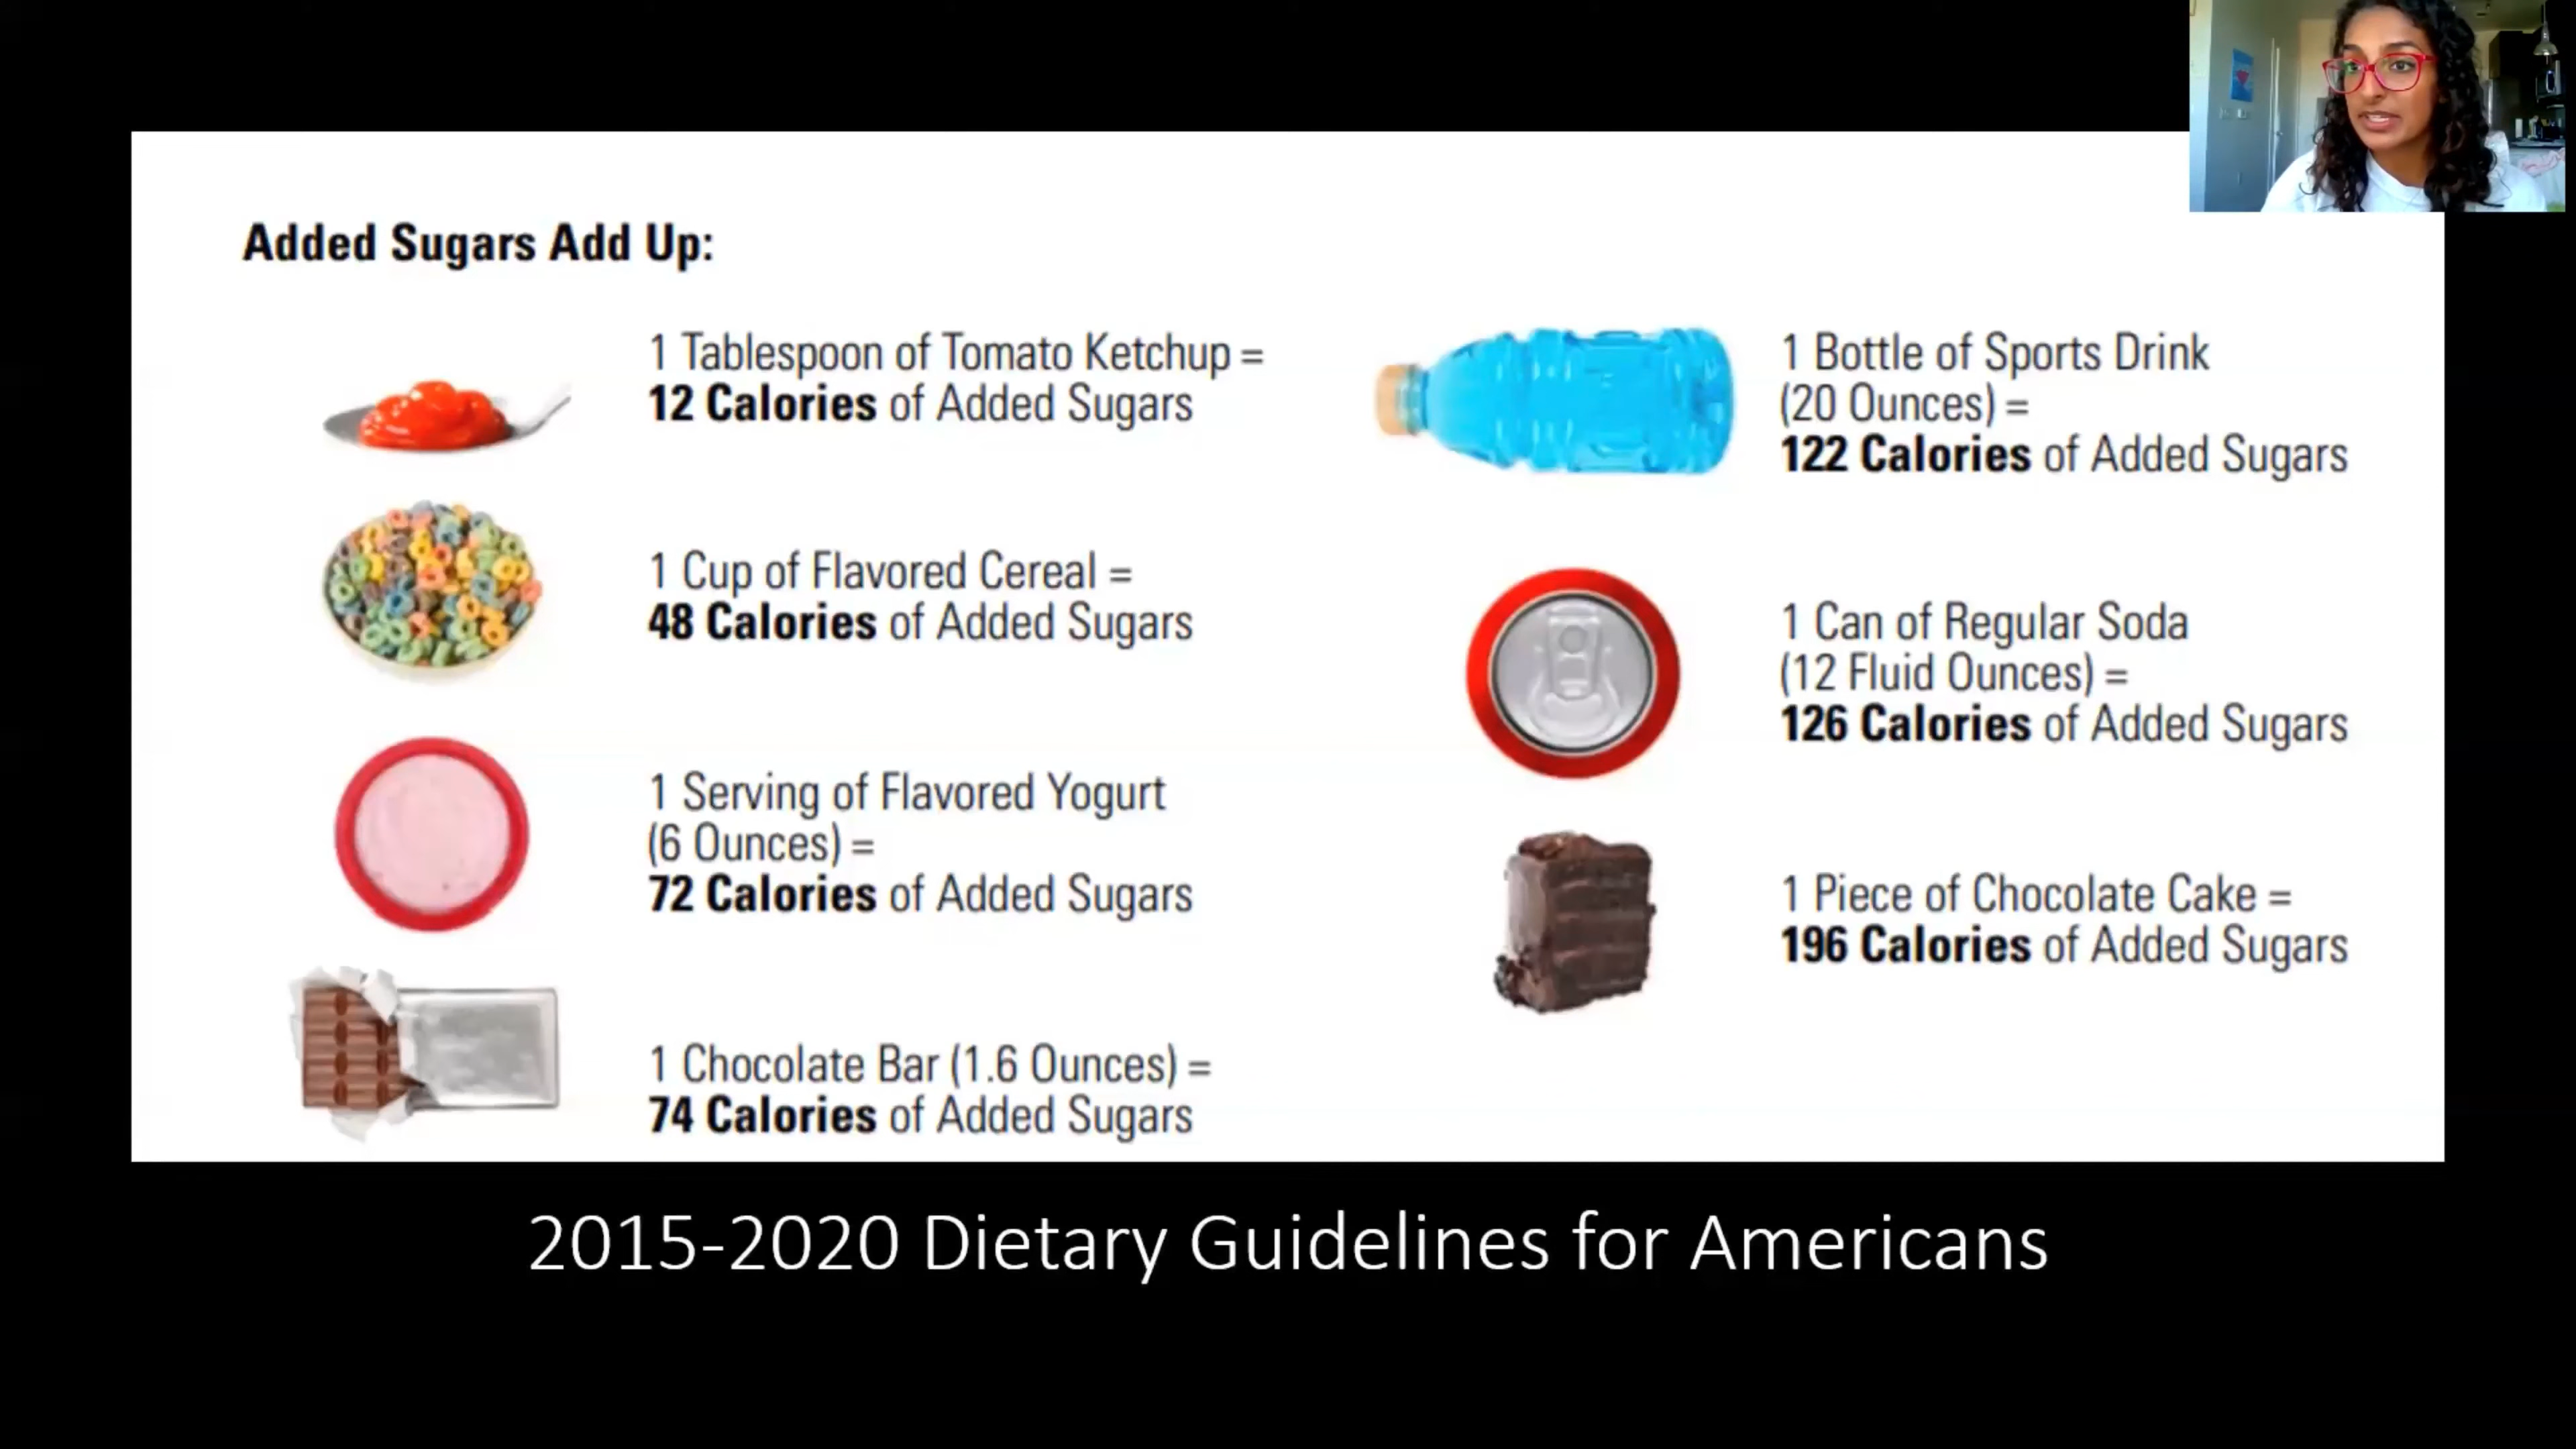 Added Sugars Add Up:
1 Tablespoon of Tomato Ketchup =
12 Calories of Added Sugars
1 Cup of Flavored Cereal =
48 Calories of Added Sugars
1 Serving of Flavored Yogurt
(6 Ounces) =
72 Calories of Added Sugars
1 Chocolate Bar (1.6 Ounces) =
74 Calories of Added Sugars
1 Bottle of Sports Drink
(20 Ounces) =
122 Calories of Added Sugars
1 Can of Regular Soda
(12 Fluid Ounces) =
126 Calories of Added Sugars
1 Piece of Chocolate Cake =
196 Calories of Added Sugars
2015-2020 Dietary Guidelines for Americans